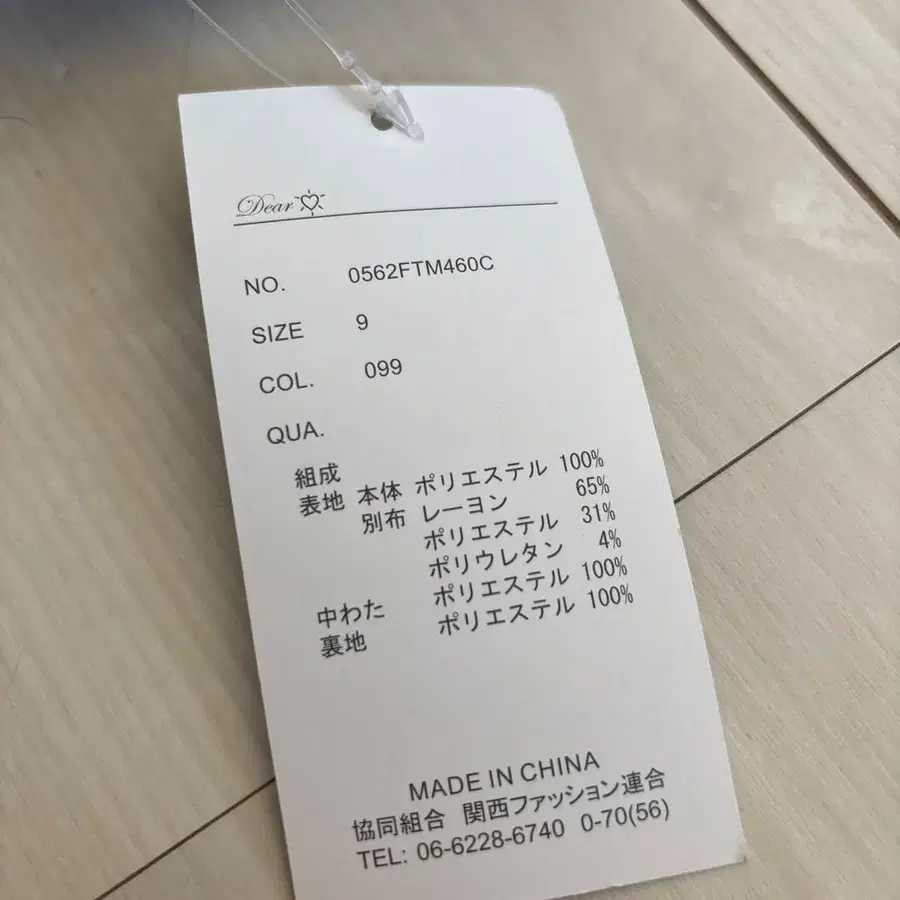 Dear
NO. 0562FTM460C
SIZE 9
COL. 099
QUA.
組成
表地 本体 ポリエステル 100%
別布 レーヨン 65%
ポリエステル 31%
ポリウレタン 4%
中わた ポリエステル 100%
裏地 ポリエステル 100%
MADE IN CHINA
協同組合 関西ファッション連合
TEL: 06-6228-6740 0-70(56)